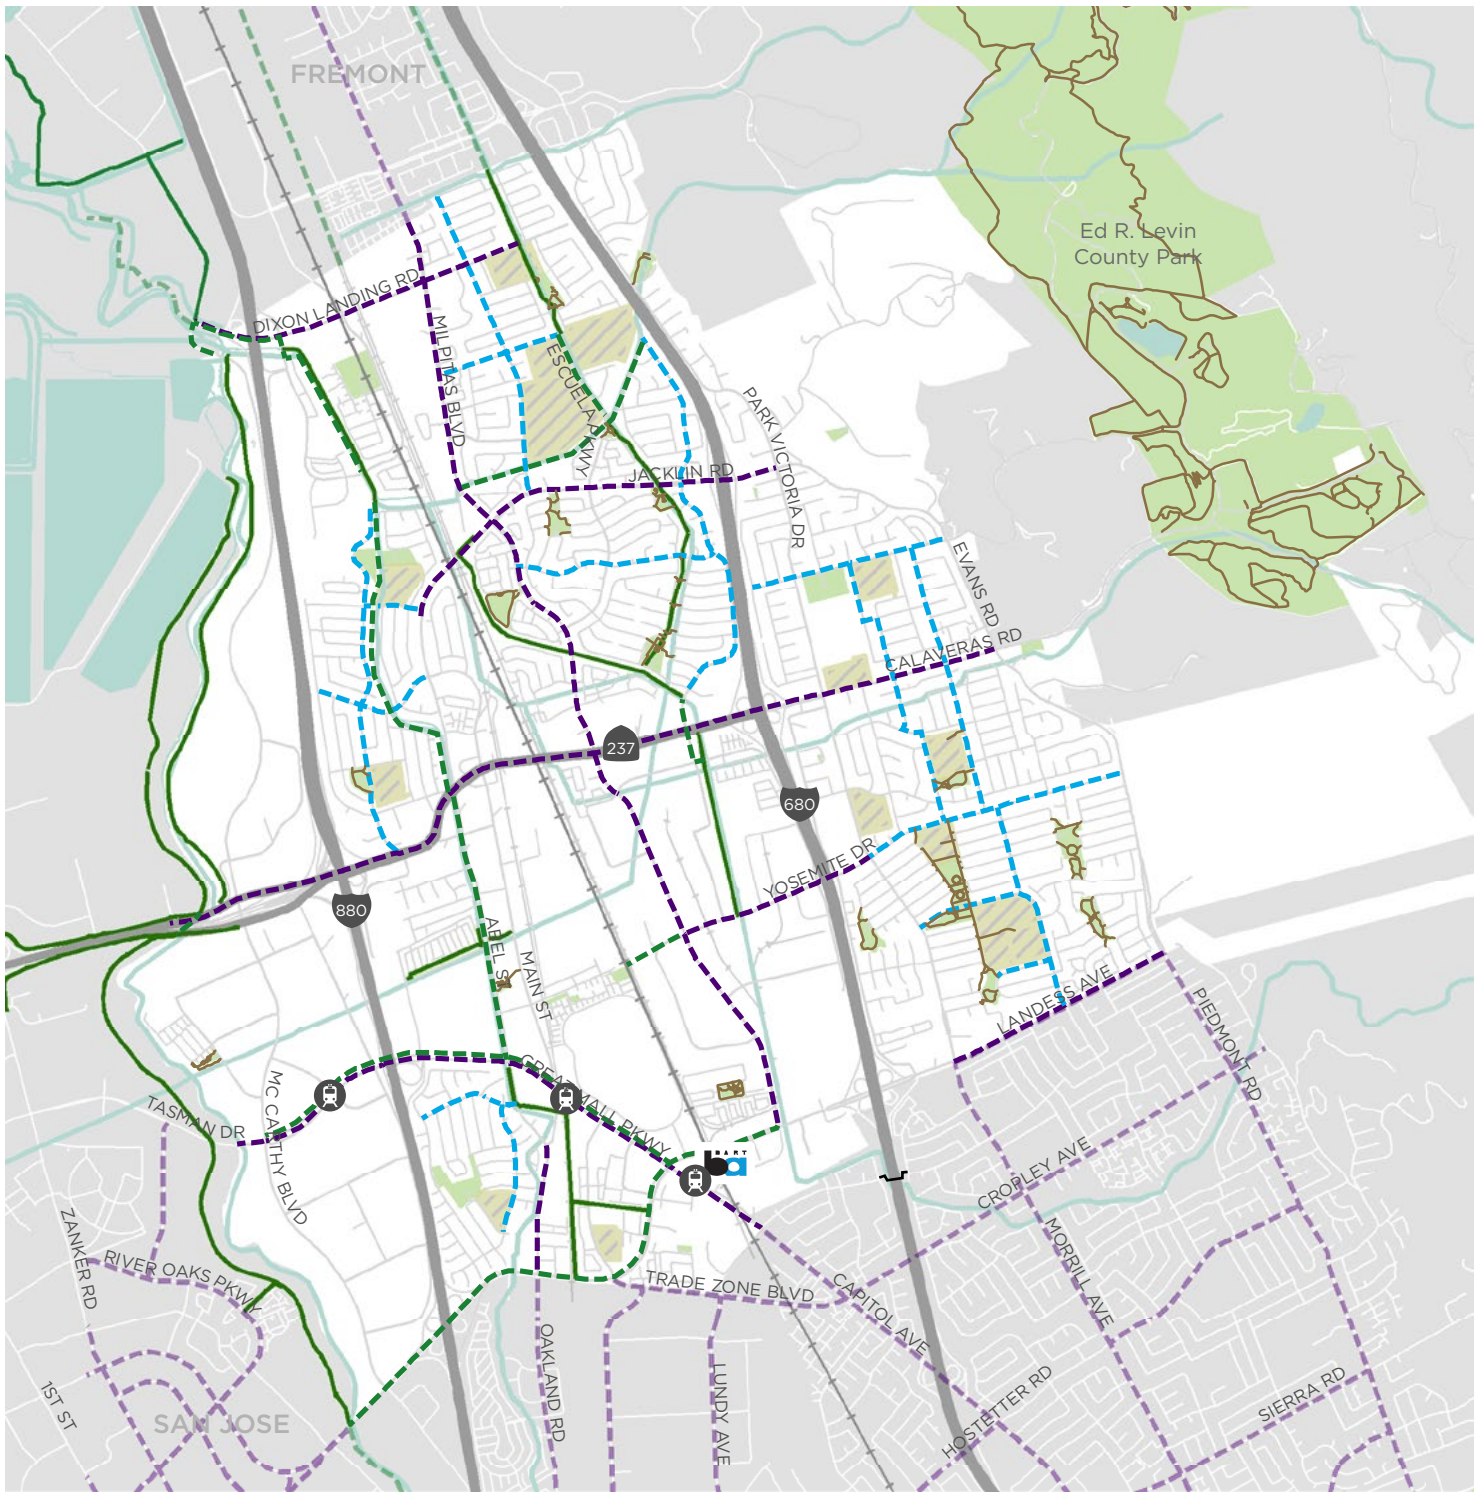 FREMONT
Ed R. Levin
County Park
DIXON LANDING RD
MILPITAS BLVD
ESCUELA PKWY
PARK VICTORIA DR
JACKLIN RD
EVANS RD
CALAVERAS RD
237
680
YOSEMITE DR
880
ABEL ST
MAIN ST
LANDESS AVE
PIEDMONT RD
GREAT MALL PKWY
MC CARTHY BLVD
TASMAN DR
BART
ba
CROPLEY AVE
ZANKER RD
RIVER OAKS PKWY
MORRILL AVE
TRADE ZONE BLVD
CAPITOL AVE
OAKLAND RD
LUNDY AVE
HOSTETTER RD
SIERRA RD
1ST ST
SAN JOSE